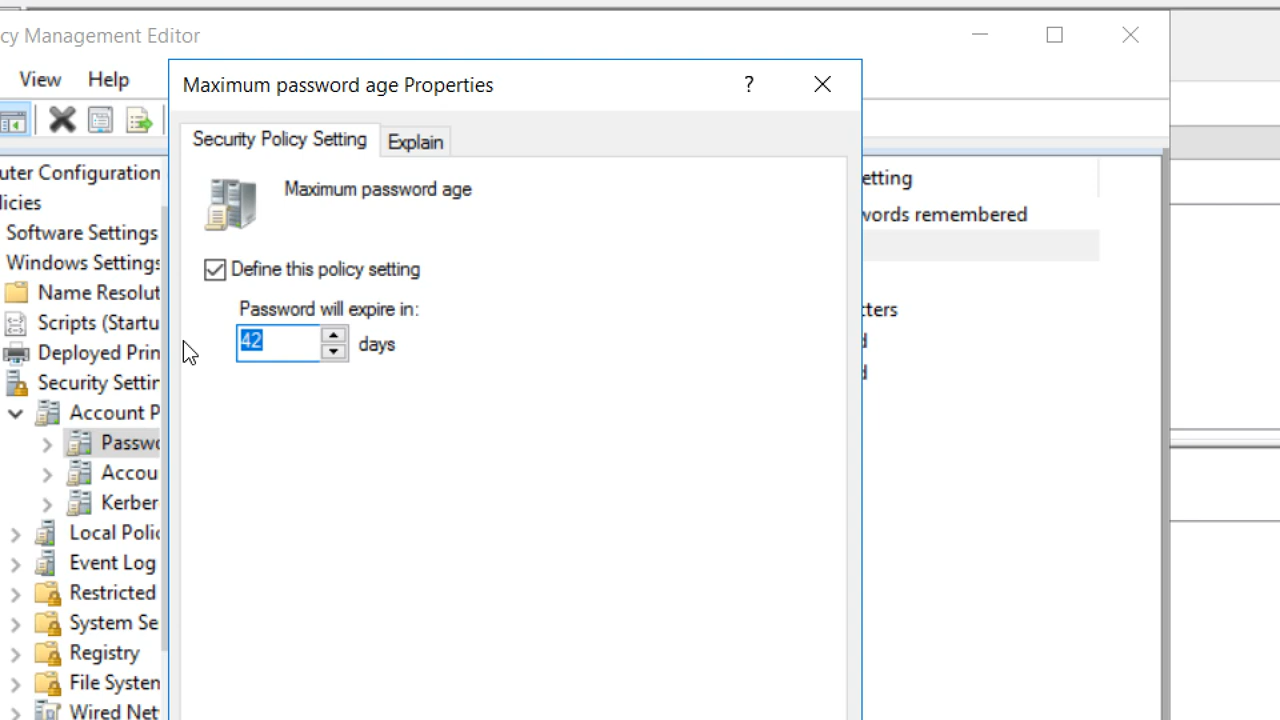 cy Management Editor
View Help
Maximum password age Properties
?
Security Policy Setting
Explain
Maximum password age
Define this policy setting
Password will expire in:
42 days
uter Configuration
licies
Software Settings
Windows Settings
Name Resolut
Scripts (Startu
Deployed Prin
Security Settin
Account P
Passwo
Accou
Kerber
Local Polic
Event Log
Restricted
System Se
Registry
File System
Wired Net
etting
words remembered
cters
d
d